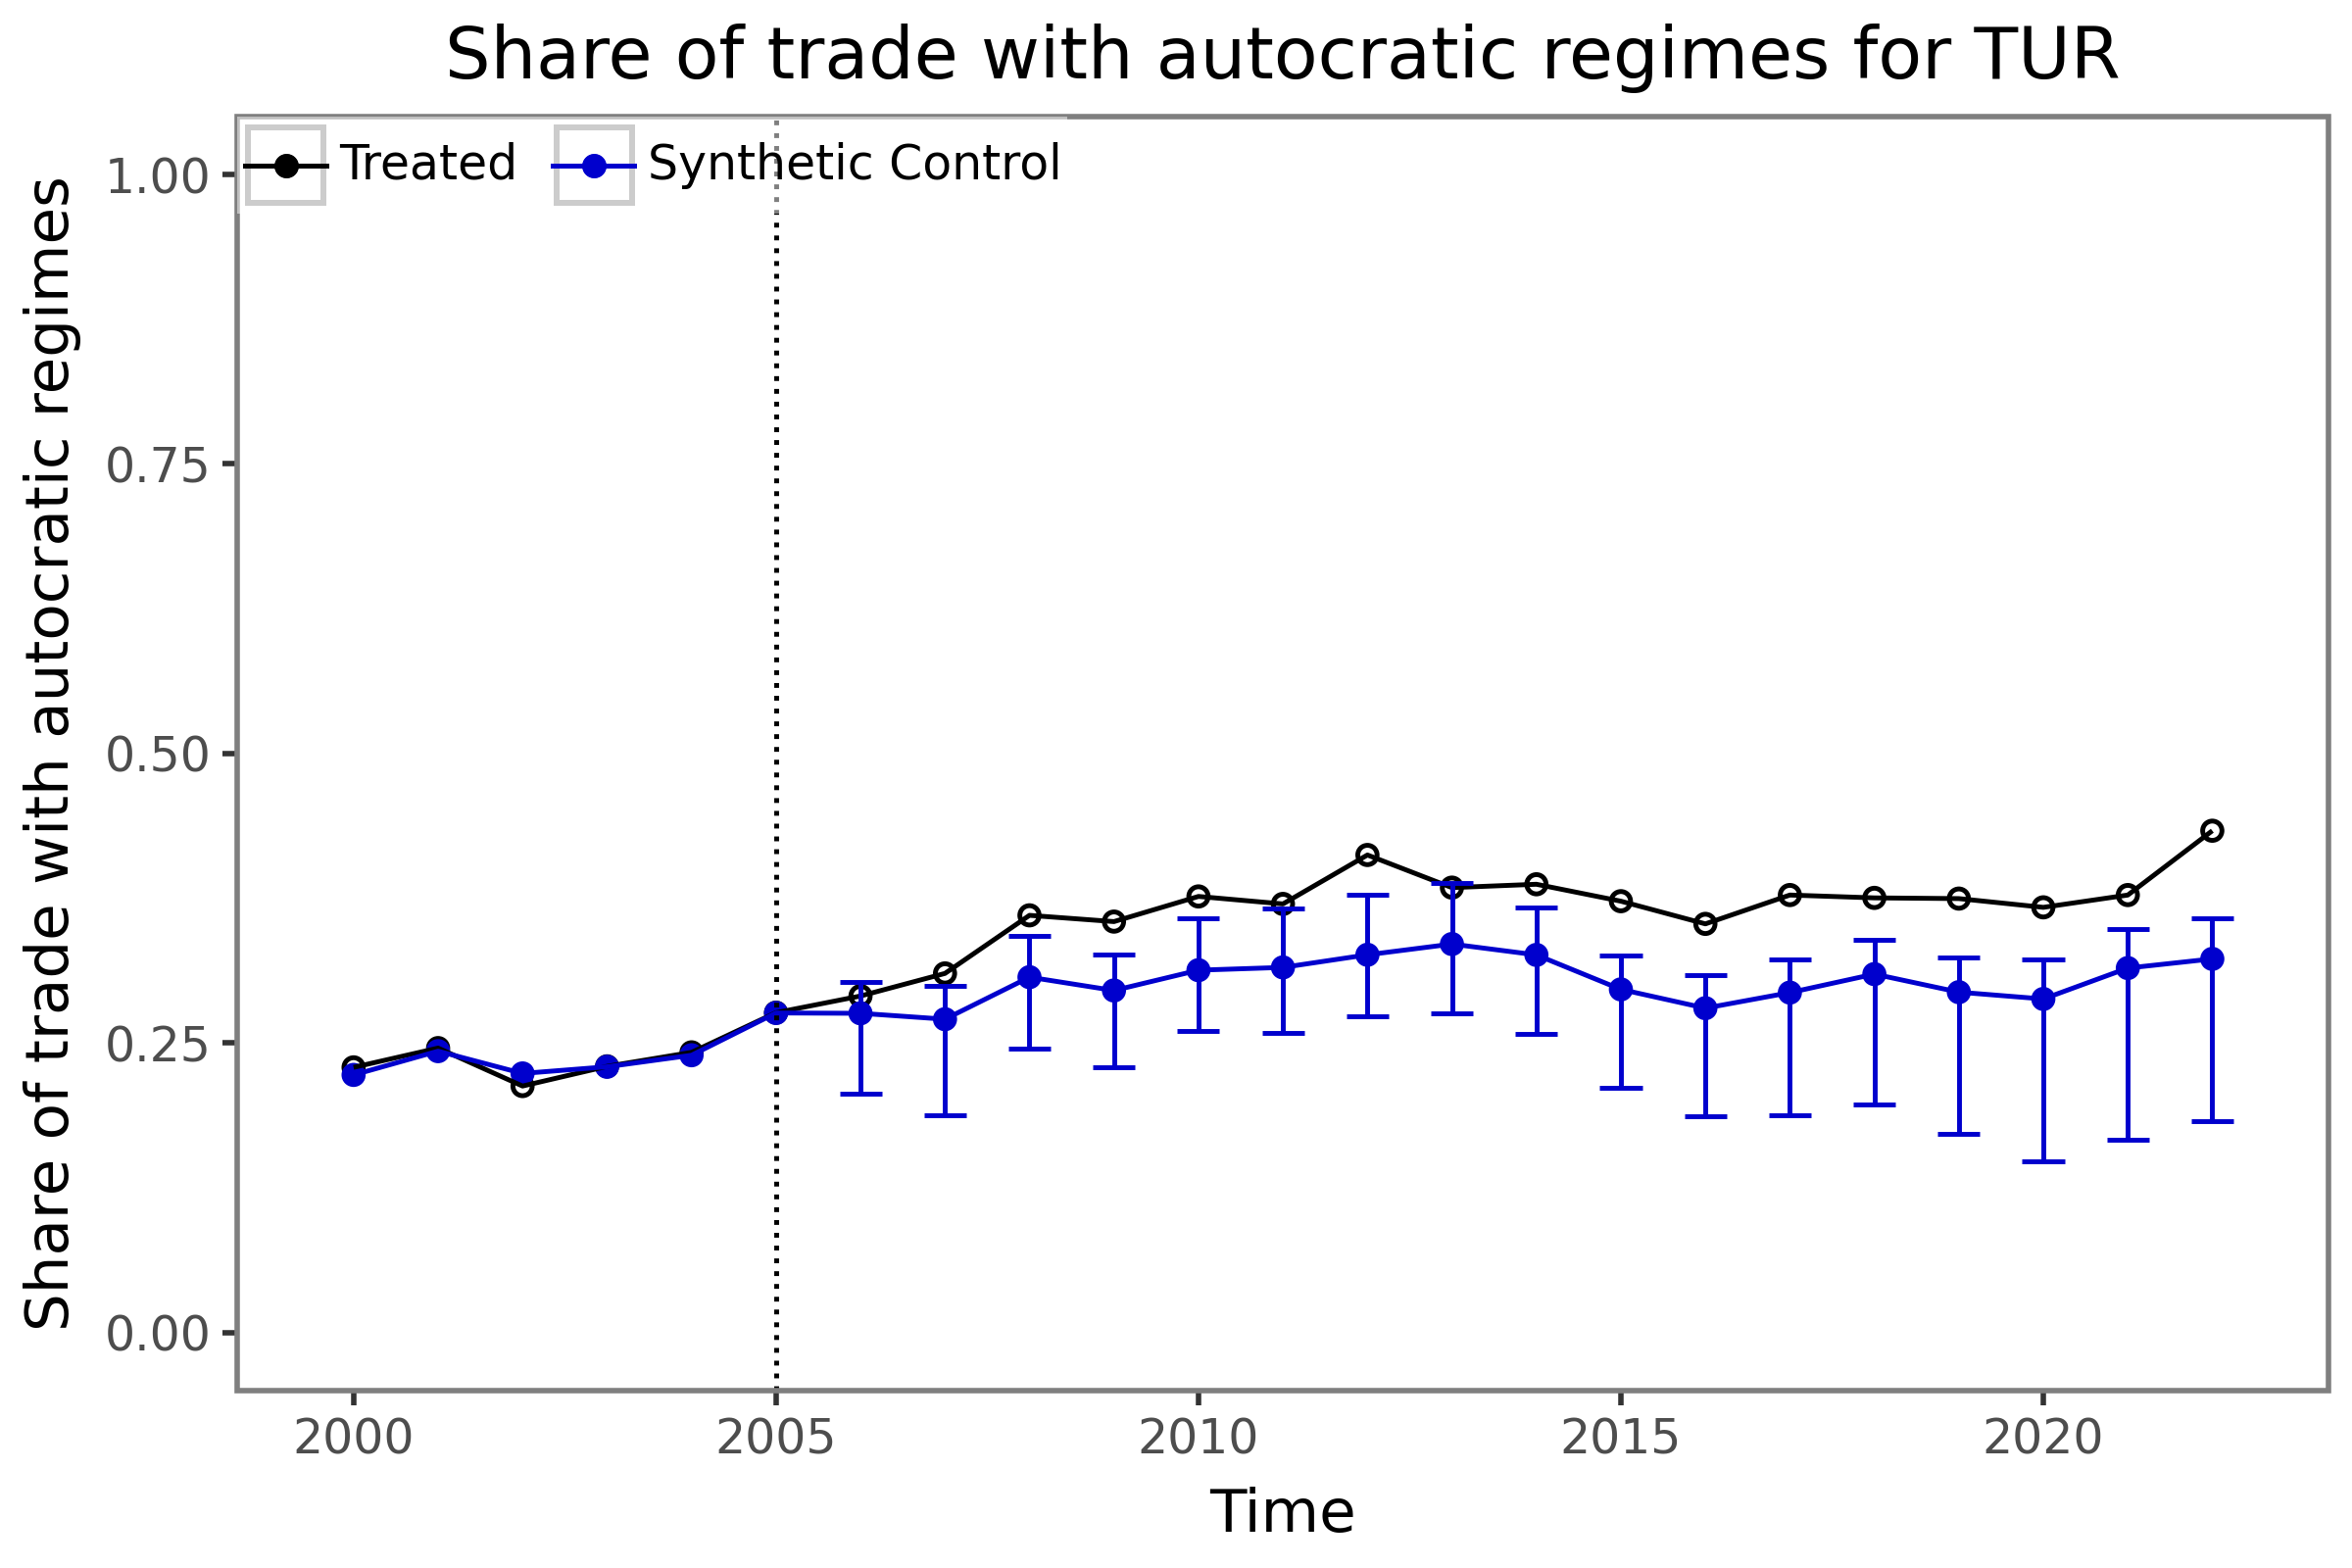 Share of trade with autocratic regimes for TUR
Treated
Synthetic Control
Share of trade with autocratic regimes
1.00
0.75
0.50
0.25
0.00
2000
2005
2010
2015
2020
Time